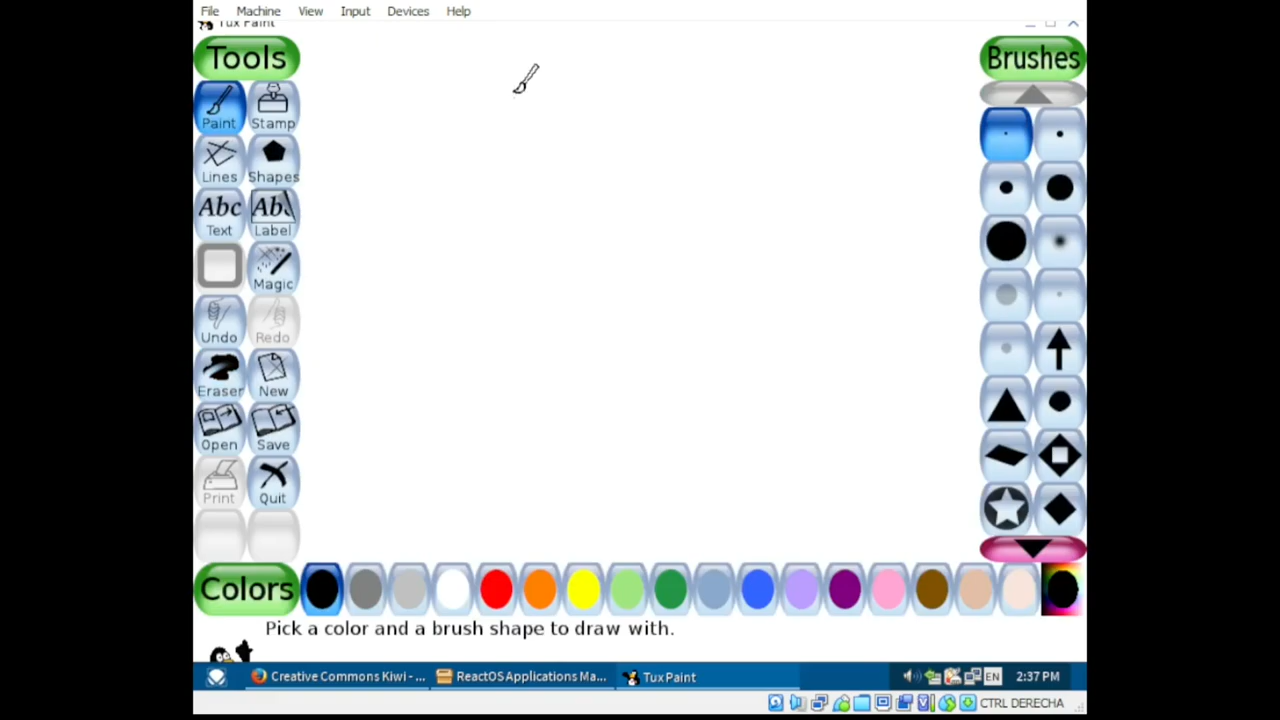 File Machine View Input Devices Help
Tux Paint
Tools
Brushes
Paint Stamp
Lines Shapes
Abc Abc
Text Label
Magic
Undo Redo
Eraser New
Open Save
Print Quit
Colors
Pick a color and a brush shape to draw with.
Creative Commons Kiwi - ... ReactOS Applications Ma... Tux Paint EN 2:37 PM
CTRL DERECHA